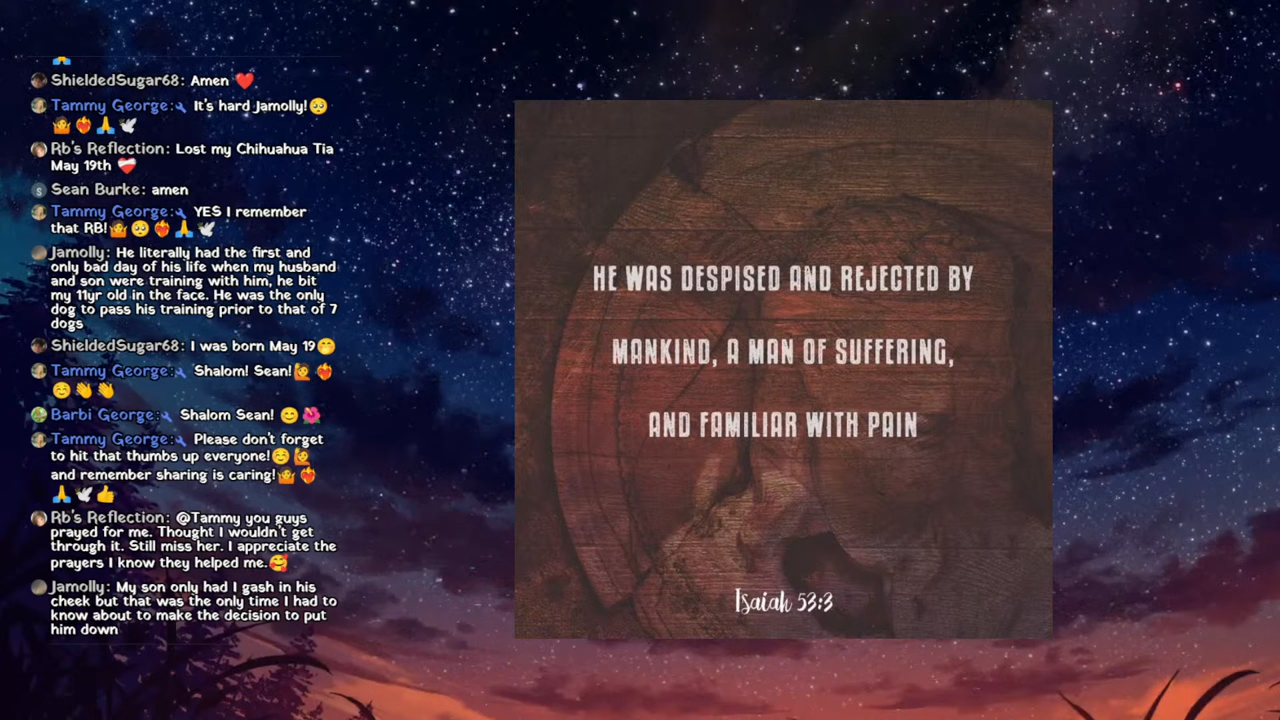 ShieldedSugar68: Amen ❤️
Tammy George: It's hard Jamolly!🥺
🤷❤️‍🔥🙏🕊️
Rb's Reflection: Lost my Chihuahua Tia
May 19th ❤️‍🩹
S Sean Burke: amen
Tammy George: YES I remember
that RB!🤷🥺❤️‍🔥🙏🕊️
Jamolly: He literally had the first and
only bad day of his life when my husband
and son were training with him, he bit
my 11yr old in the face. He was the only
dog to pass his training prior to that of 7
dogs
ShieldedSugar68: I was born May 19🤭
Tammy George: Shalom! Sean!🙋❤️‍🔥
☺️👋👋
Barbi George: Shalom Sean! 😊🌺
Tammy George: Please don't forget
to hit that thumbs up everyone!☺️🙋
and remember sharing is caring!🤷❤️‍🔥
🙏🕊️👍
Rb's Reflection: @Tammy you guys
prayed for me. Thought I wouldn't get
through it. Still miss her. I appreciate the
prayers I know they helped me.🥰
Jamolly: My son only had 1 gash in his
cheek but that was the only time I had to
know about to make the decision to put
him down
HE WAS DESPISED AND REJECTED BY
MANKIND, A MAN OF SUFFERING,
AND FAMILIAR WITH PAIN
Isaiah 53:3